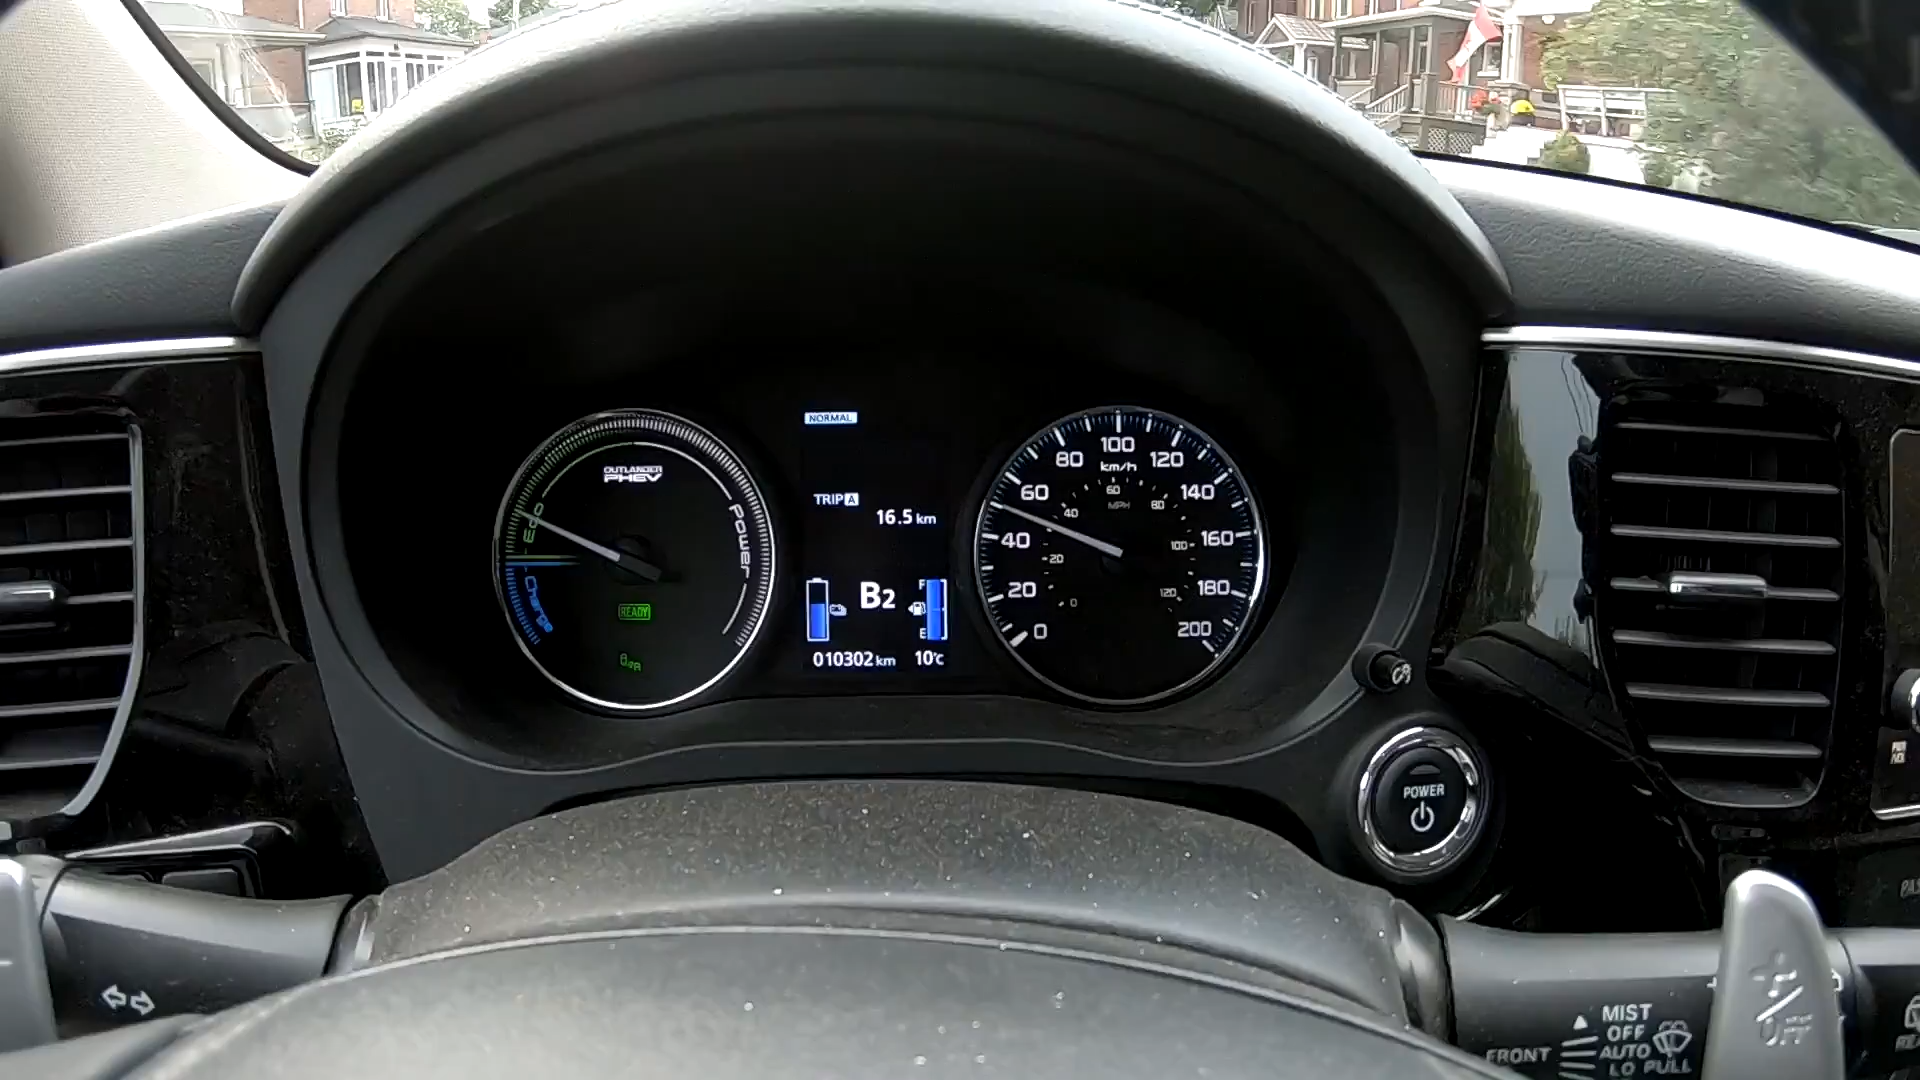 NORMAL
OUTLANDER
PHEV
Eco
Power
Charge
READY
TRIP A
16.5 km
B2
F
E
010302 km
10°C
0
20
40
60
80
100
120
140
160
180
200
km/h
0
20
40
60
80
100
120
MPH
POWER
MIST
OFF
AUTO
LO PULL
FRONT
+/OFF